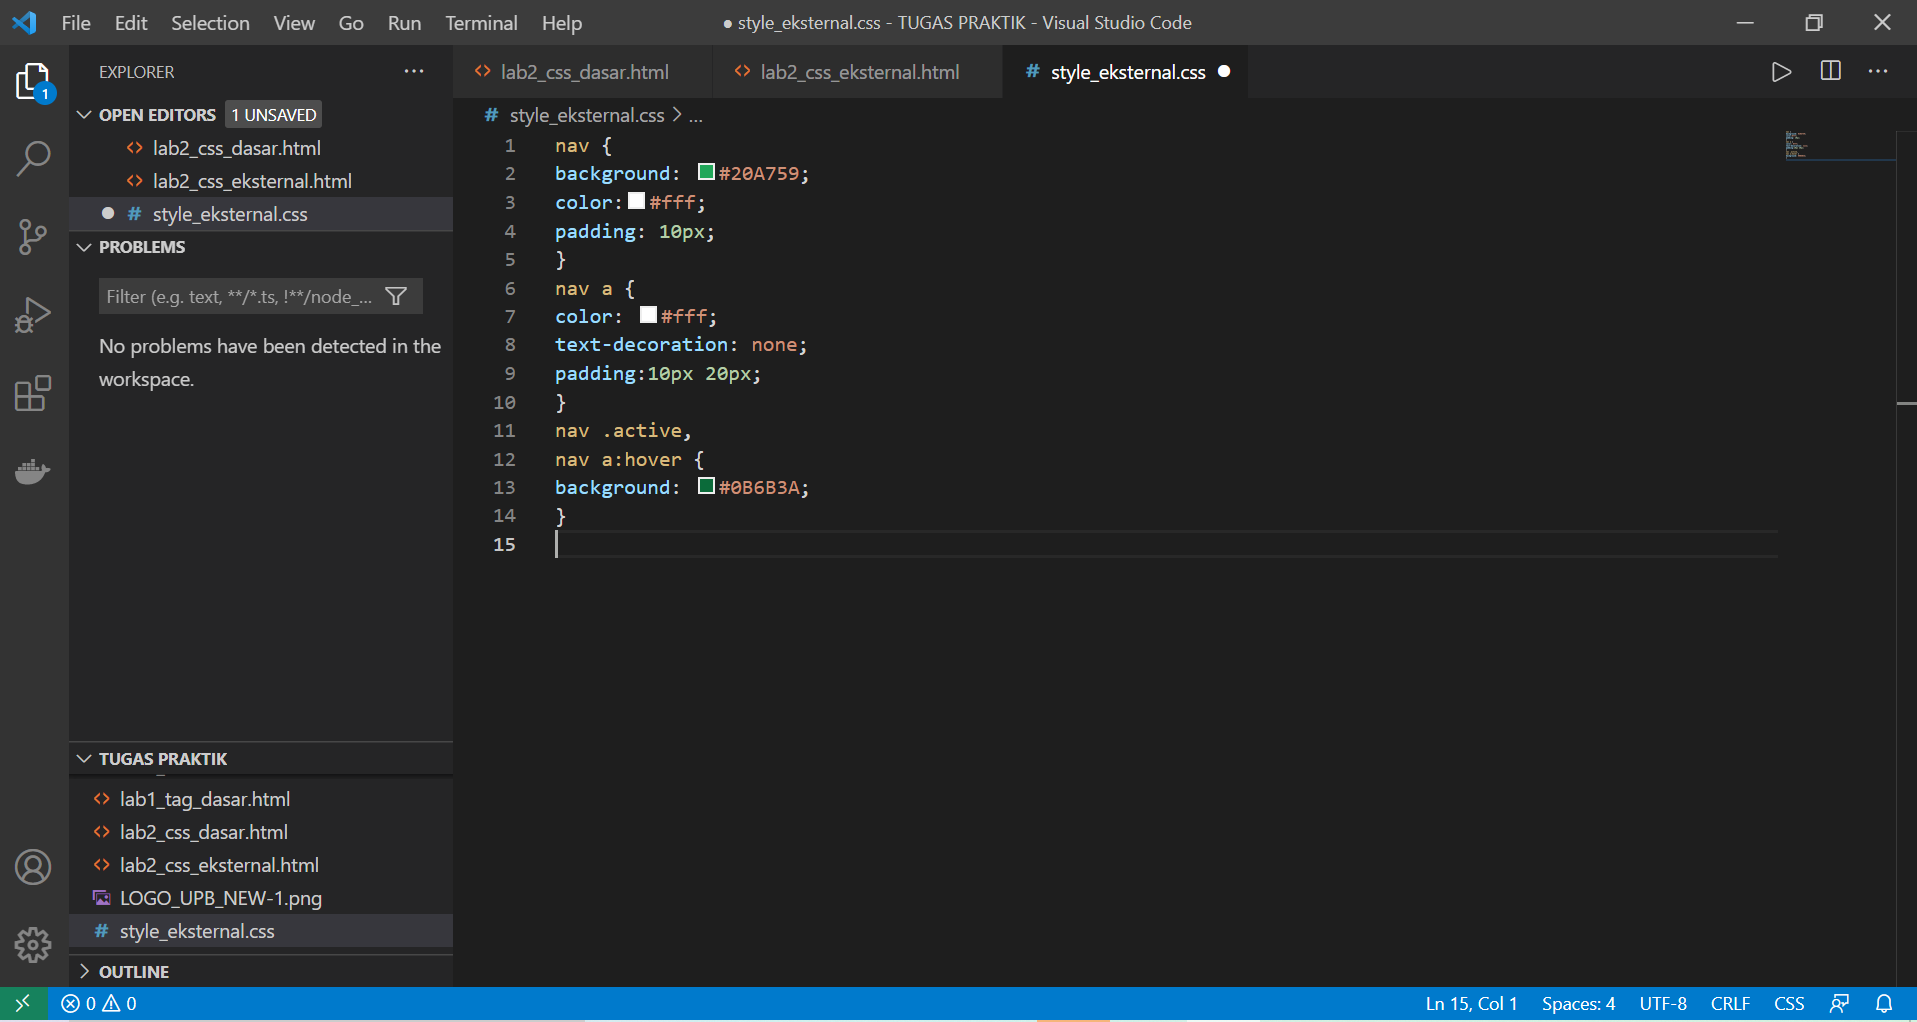 File Edit Selection View Go Run Terminal Help ● style_eksternal.css - TUGAS PRAKTIK - Visual Studio Code
EXPLORER ...
1
OPEN EDITORS 1 UNSAVED
lab2_css_dasar.html
lab2_css_eksternal.html
# style_eksternal.css
PROBLEMS
Filter (e.g. text, **/*.ts, !**/node_...
No problems have been detected in the
workspace.
TUGAS PRAKTIK
lab1_tag_dasar.html
lab2_css_dasar.html
lab2_css_eksternal.html
LOGO_UPB_NEW-1.png
# style_eksternal.css
OUTLINE
lab2_css_dasar.html lab2_css_eksternal.html # style_eksternal.css
# style_eksternal.css > ...
1 nav {
2 background: #20A759;
3 color: #fff;
4 padding: 10px;
5 }
6 nav a {
7 color: #fff;
8 text-decoration: none;
9 padding:10px 20px;
10 }
11 nav .active,
12 nav a:hover {
13 background: #0B6B3A;
14 }
15
0 0 Ln 15, Col 1 Spaces: 4 UTF-8 CRLF CSS